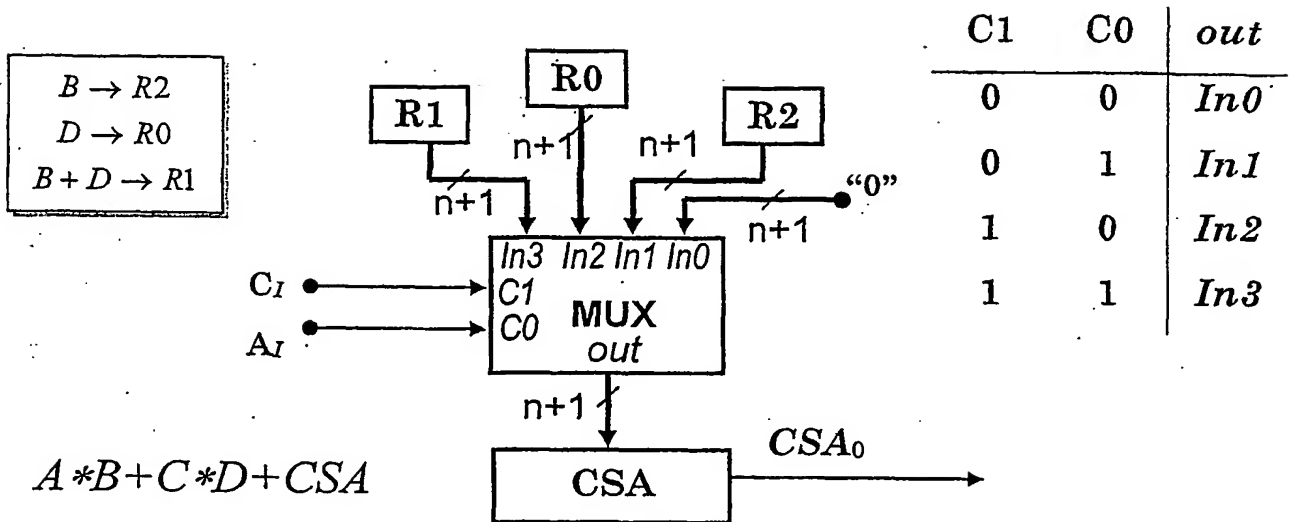 B → R2
D → R0
B + D → R1
R1
R0
R2
n+1
n+1
n+1
n+1
"0"
In3 In2 In1 In0
C_I
C1
A_I
C0
MUX
out
n+1
CSA
CSA₀
A*B+C*D+CSA
C1 C0 out
0 0 In0
0 1 In1
1 0 In2
1 1 In3